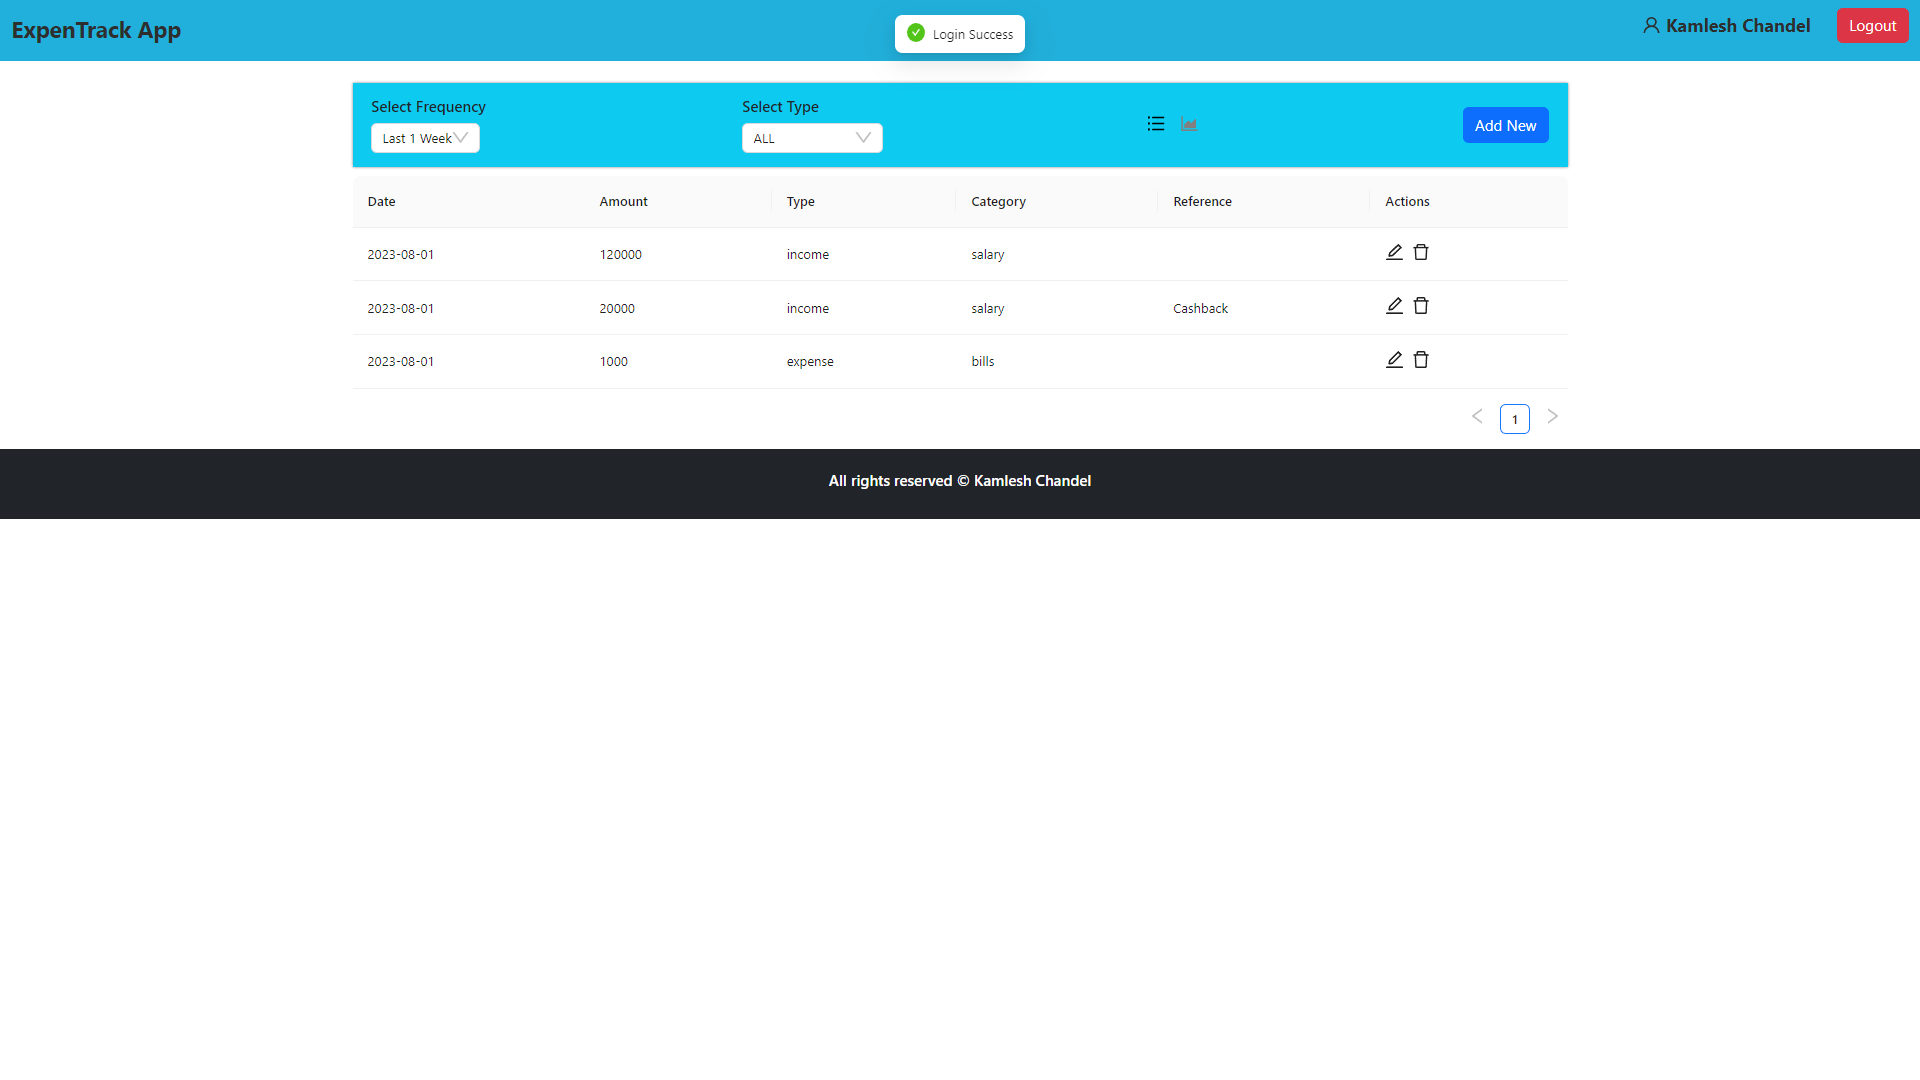 ExpenTrack App
Login Success
Kamlesh Chandel
Logout
Select Frequency
Last 1 Week
Select Type
ALL
Add New
Date Amount Type Category Reference Actions
2023-08-01 120000 income salary
2023-08-01 20000 income salary Cashback
2023-08-01 1000 expense bills
1
All rights reserved © Kamlesh Chandel